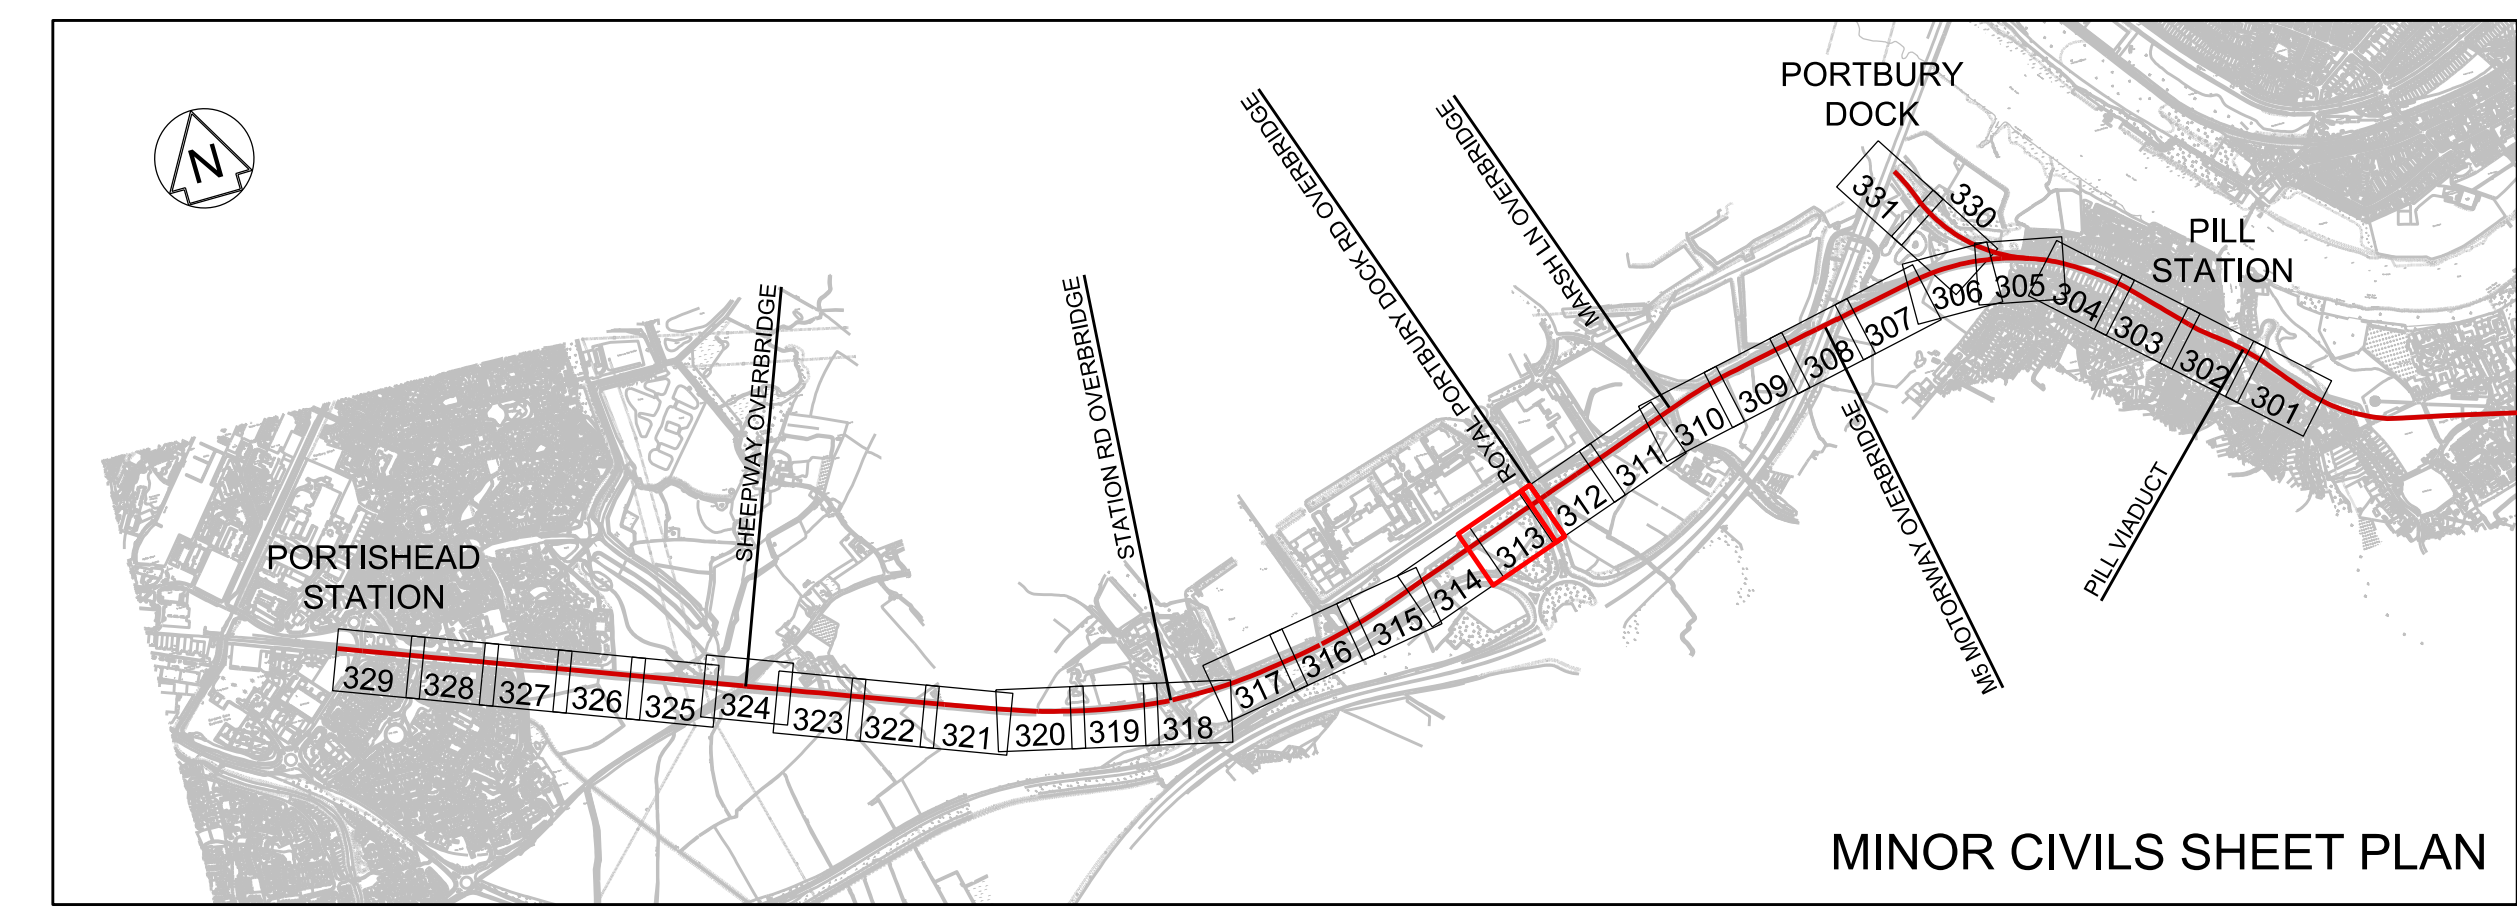 PORTBURY
DOCK
ROYAL PORTBURY DOCK RD OVERBRIDGE
MARSH LN OVERBRIDGE
N
331
330
PILL
STATION
STATION RD OVERBRIDGE
SHEEPWAY OVERBRIDGE
306
305
304
307
303
308
302
309
301
310
311
312
M5 MOTORWAY OVERBRIDGE
PILL VIADUCT
313
PORTISHEAD
STATION
314
315
316
317
329
328
327
326
325
324
323
322
321
320
319
318
MINOR CIVILS SHEET PLAN